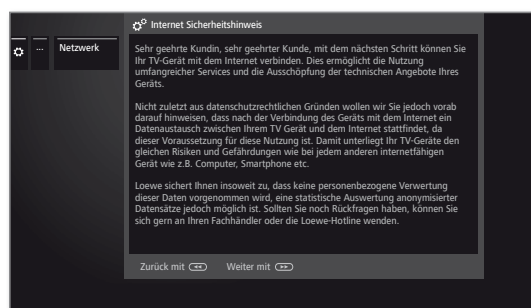 Internet Sicherheitshinweis
... Netzwerk
Sehr geehrte Kundin, sehr geehrter Kunde, mit dem nächsten Schritt können Sie
Ihr TV-Gerät mit dem Internet verbinden. Dies ermöglicht die Nutzung
umfangreicher Services und die Ausschöpfung der technischen Angebote Ihres
Geräts.
Nicht zuletzt aus datenschutzrechtlichen Gründen wollen wir Sie jedoch vorab
darauf hinweisen, dass nach der Verbindung des Geräts mit dem Internet ein
Datenaustausch zwischen Ihrem TV Gerät und dem Internet stattfindet, da
dieser Voraussetzung für diese Nutzung ist. Damit unterliegt Ihr TV-Geräte den
gleichen Risiken und Gefährdungen wie bei jedem anderen internetfähigen
Gerät wie z.B. Computer, Smartphone etc.
Loewe sichert Ihnen insoweit zu, dass keine personenbezogene Verwertung
dieser Daten vorgenommen wird, eine statistische Auswertung anonymisierter
Datensätze jedoch möglich ist. Sollten Sie noch Rückfragen haben, können Sie
sich gern an Ihren Fachhändler oder die Loewe-Hotline wenden.
Zurück mit Weiter mit